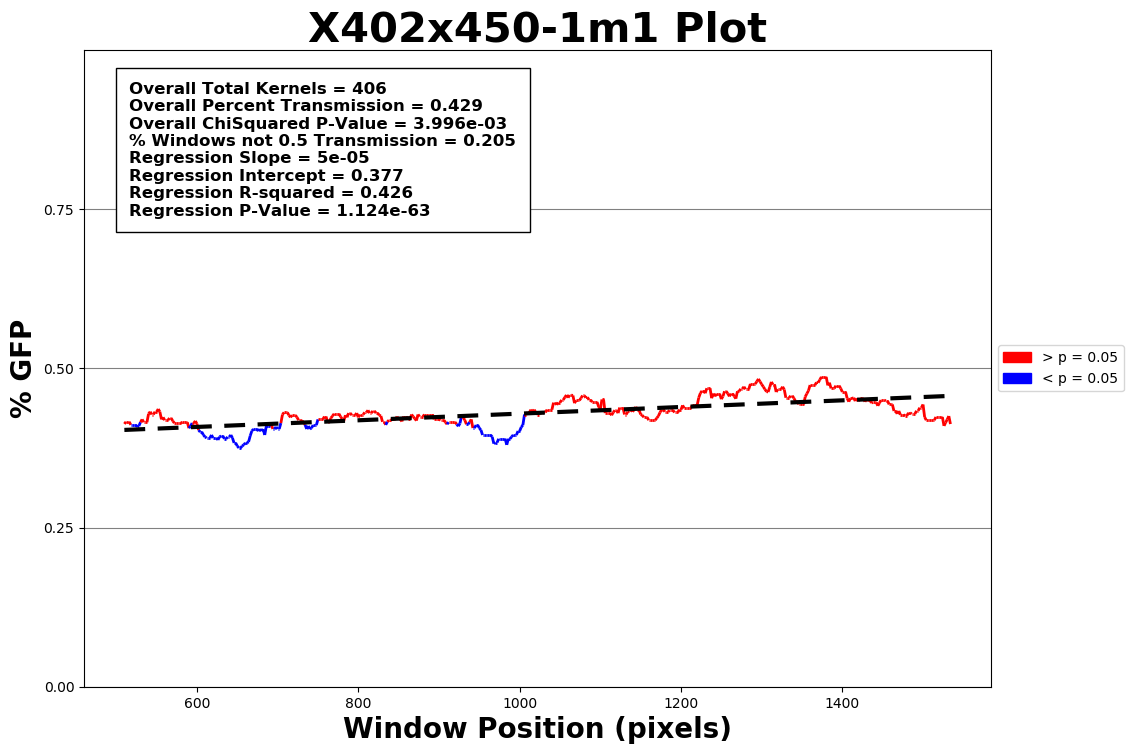 X402x450-1m1 Plot
Overall Total Kernels = 406
Overall Percent Transmission = 0.429
Overall ChiSquared P-Value = 3.996e-03
% Windows not 0.5 Transmission = 0.205
Regression Slope = 5e-05
Regression Intercept = 0.377
Regression R-squared = 0.426
Regression P-Value = 1.124e-63
0.75
0.50
0.25
0.00
% GFP
> p = 0.05
< p = 0.05
600 800 1000 1200 1400
Window Position (pixels)